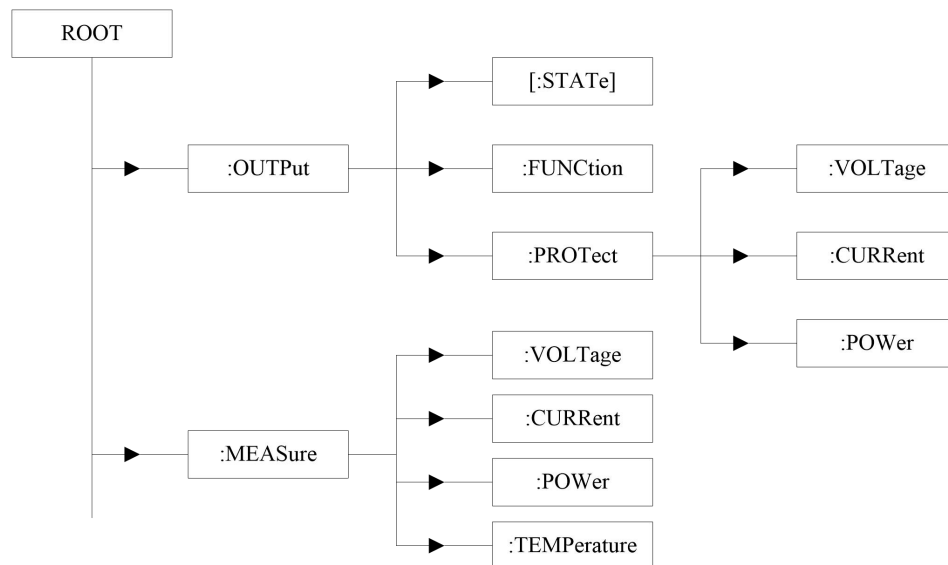 ROOT
[:STATe]
:OUTPut
:FUNCtion
:VOLTage
:PROTect
:CURRent
:POWer
:VOLTage
:CURRent
:MEASure
:POWer
:TEMPerature